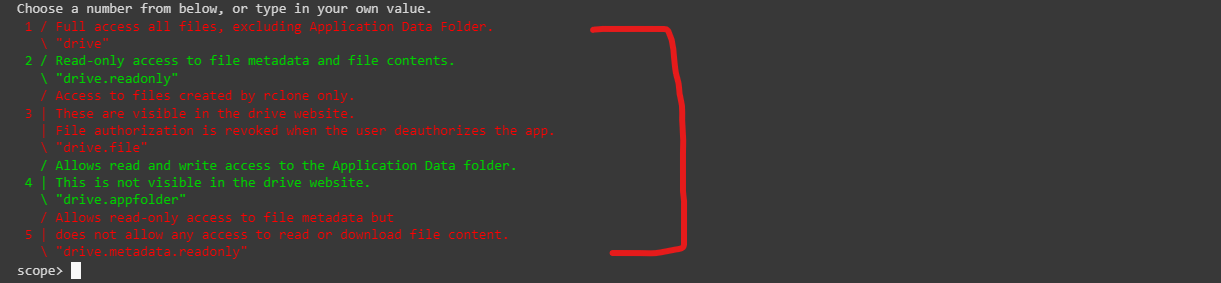 Choose a number from below, or type in your own value.
1 / Full access all files, excluding Application Data Folder.
\ "drive"
2 / Read-only access to file metadata and file contents.
\ "drive.readonly"
/ Access to files created by rclone only.
3 | These are visible in the drive website.
| File authorization is revoked when the user deauthorizes the app.
\ "drive.file"
/ Allows read and write access to the Application Data folder.
4 | This is not visible in the drive website.
\ "drive.appfolder"
/ Allows read-only access to file metadata but
5 | does not allow any access to read or download file content.
\ "drive.metadata.readonly"
scope>